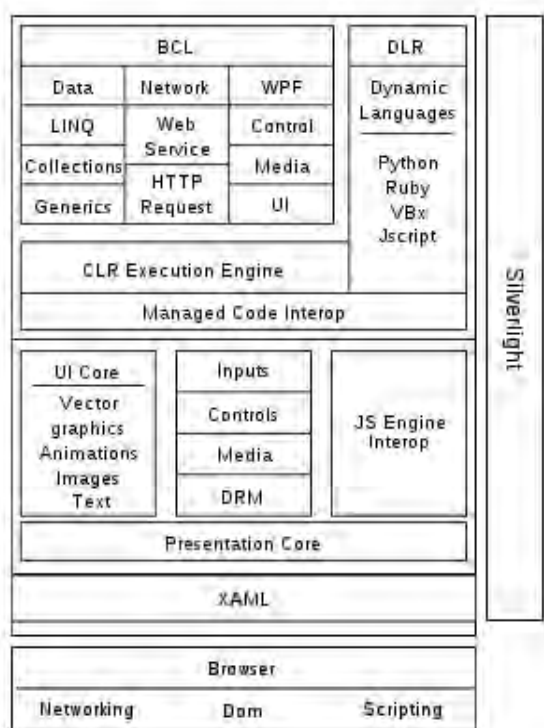 BCL
Data
Network
WPF
LINQ
Web
Service
Control
Collections
HTTP
Request
Media
Generics
UI
DLR
Dynamic
Languages
Python
Ruby
VBx
Jscript
CLR Execution Engine
Managed Code Interop
UI Core
Vector
graphics
Animations
Images
Text
Inputs
Controls
Media
DRM
JS Engine
Interop
Presentation Core
XAML
Silverlight
Browser
Networking
Dom
Scripting